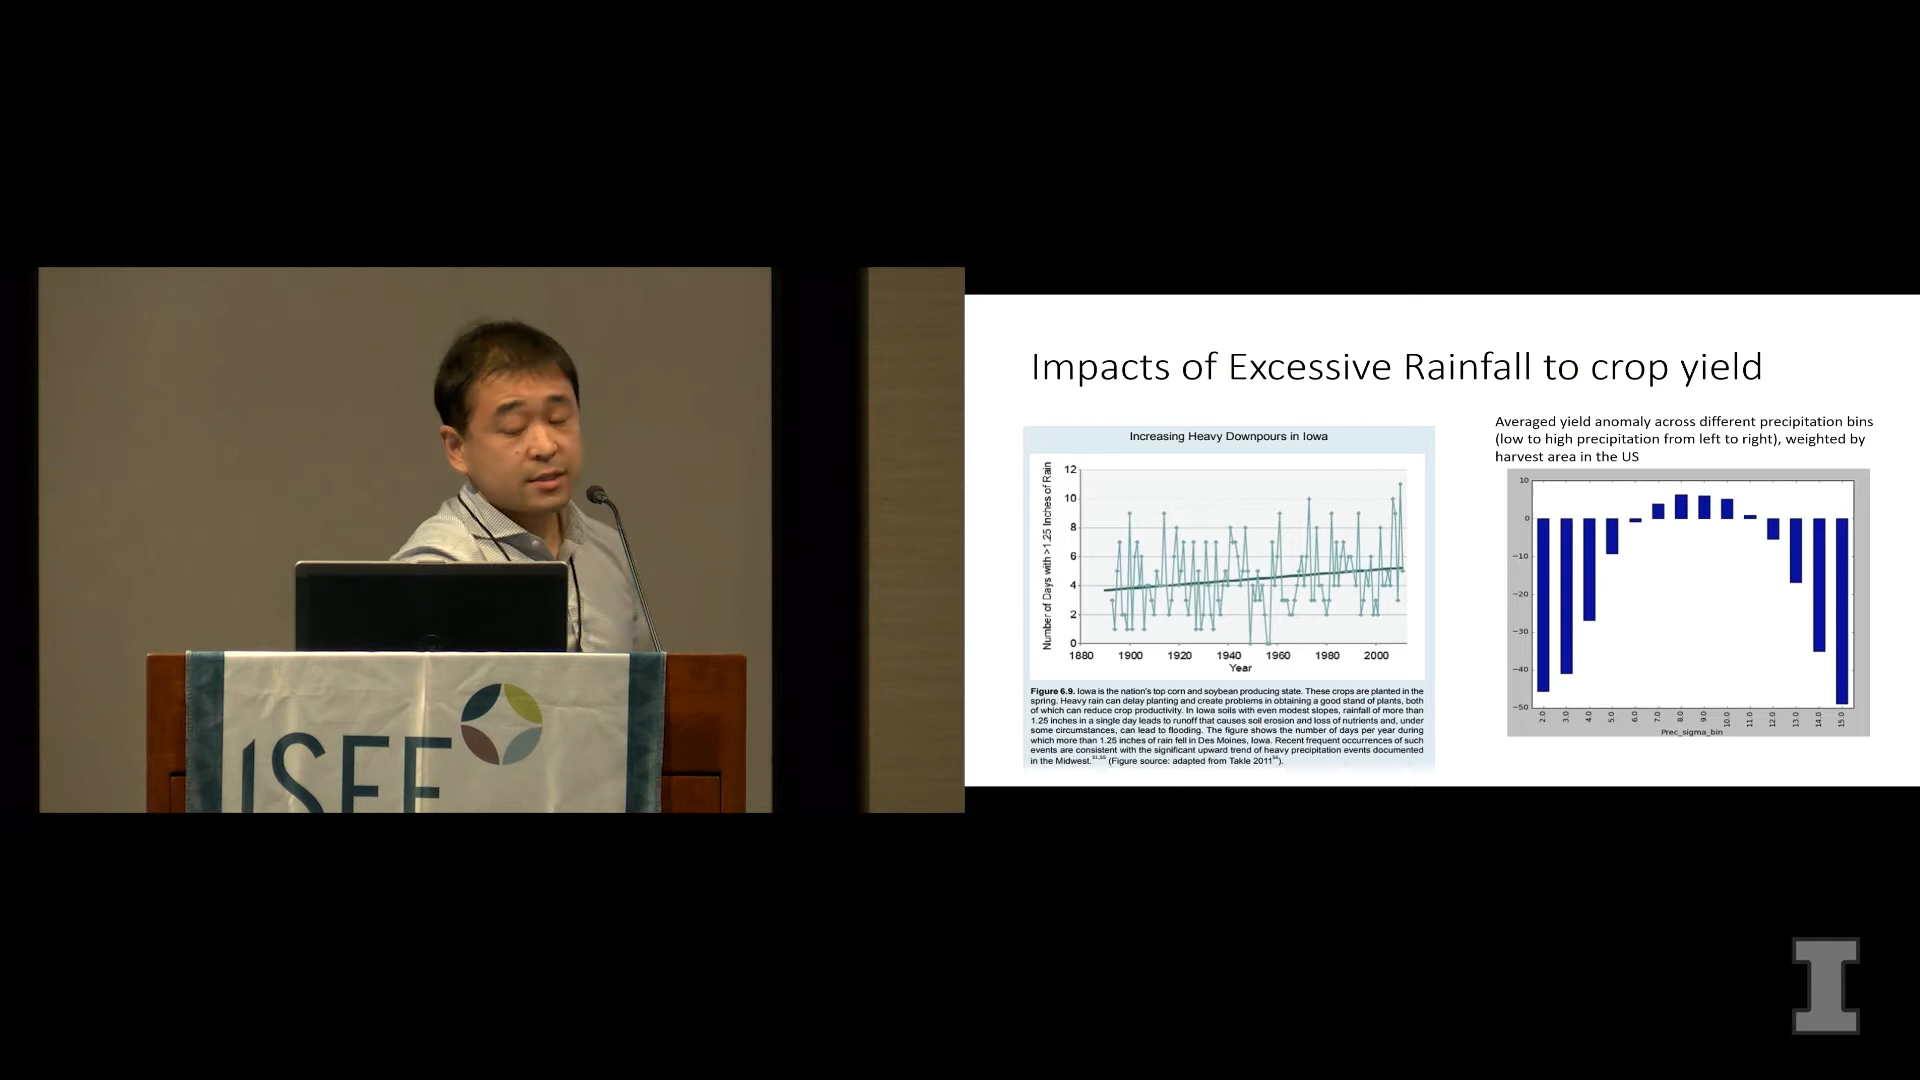 Impacts of Excessive Rainfall to crop yield
Increasing Heavy Downpours in Iowa
Number of Days with >1.25 Inches of Rain
12
10
8
6
4
2
0
1880 1900 1920 1940 1960 1980 2000
Year
Figure 6.9. Iowa is the nation's top corn and soybean producing state. These crops are planted in the
spring. Heavy rain can delay planting and create problems in obtaining a good stand of plants, both
of which can reduce crop productivity. In Iowa soils with even modest slopes, rainfall of more than
1.25 inches in a single day leads to runoff that causes soil erosion and loss of nutrients and, under
some circumstances, can lead to flooding. The figure shows the number of days per year during
which more than 1.25 inches of rain fell in Des Moines, Iowa. Recent frequent occurrences of such
events are consistent with the significant upward trend of heavy precipitation events documented
in the Midwest. (Figure source: adapted from Takle 2011).
Averaged yield anomaly across different precipitation bins
(low to high precipitation from left to right), weighted by
harvest area in the US
10
0
−10
−20
−30
−40
−50
2.0 3.0 4.0 5.0 6.0 7.0 8.0 9.0 10.0 11.0 12.0 13.0 14.0 15.0
Prec_sigma_bin
ISEE
I